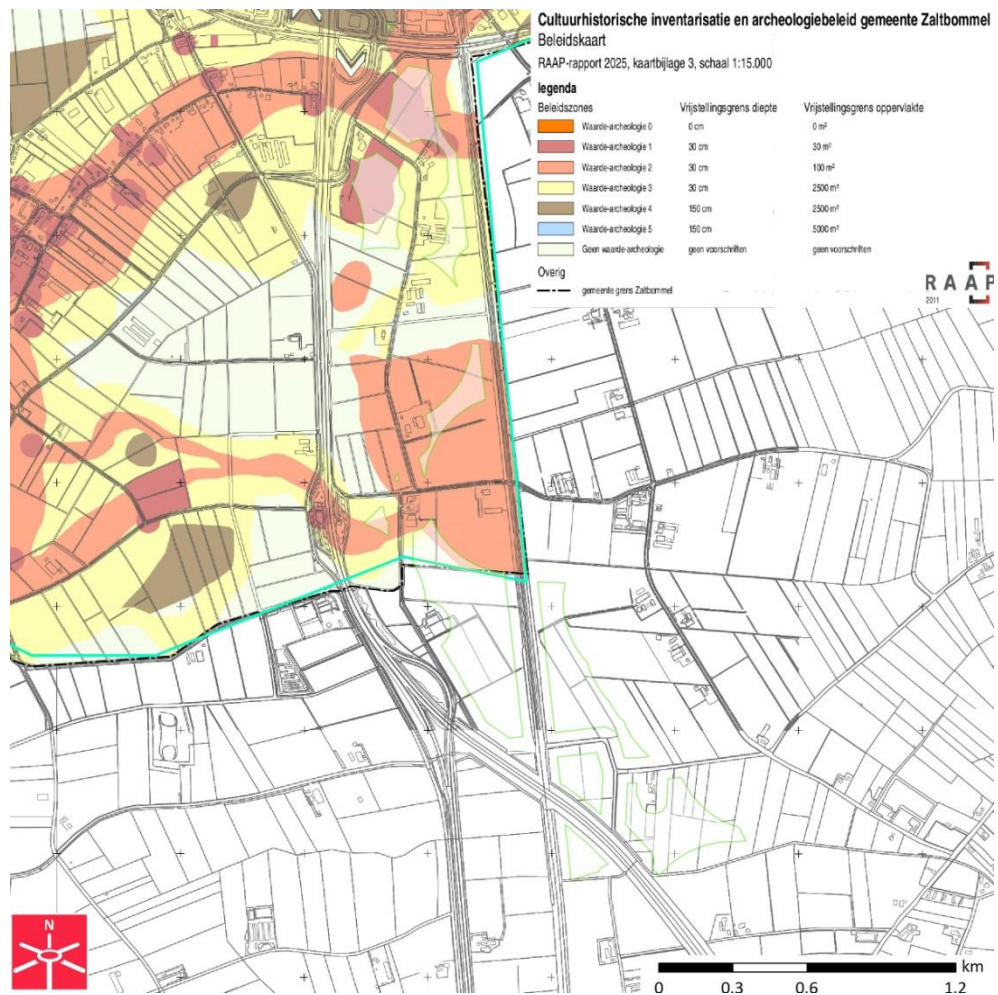 Cultuurhistorische inventarisatie en archeologiebeleid gemeente Zaltbommel
Beleidskaart
RAAP-rapport 2025, kaartbijlage 3, schaal 1:15.000
legenda
Beleidszones Vrijstellingsgrens diepte Vrijstellingsgrens oppervlakte
Waarde-archeologie 0 0 cm 0 m²
Waarde-archeologie 1 30 cm 30 m²
Waarde-archeologie 2 30 cm 100 m²
Waarde-archeologie 3 30 cm 2500 m²
Waarde-archeologie 4 150 cm 2500 m²
Waarde-archeologie 5 150 cm 5000 m²
Geen waarde-archeologie geen voorschriften geen voorschriften
Overig
gemeente grens Zaltbommel
RAAP
2011
N
km
0 0.3 0.6 1.2